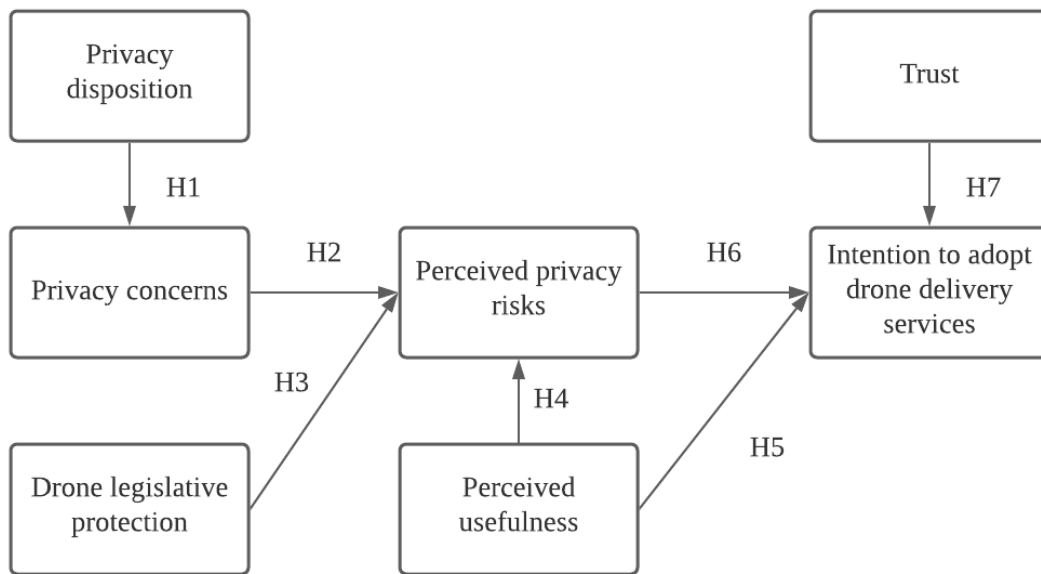 Privacy
disposition
Trust
H1
H7
Privacy concerns
H2
Perceived privacy
risks
H6
Intention to adopt
drone delivery
services
H3
H4
H5
Drone legislative
protection
Perceived
usefulness